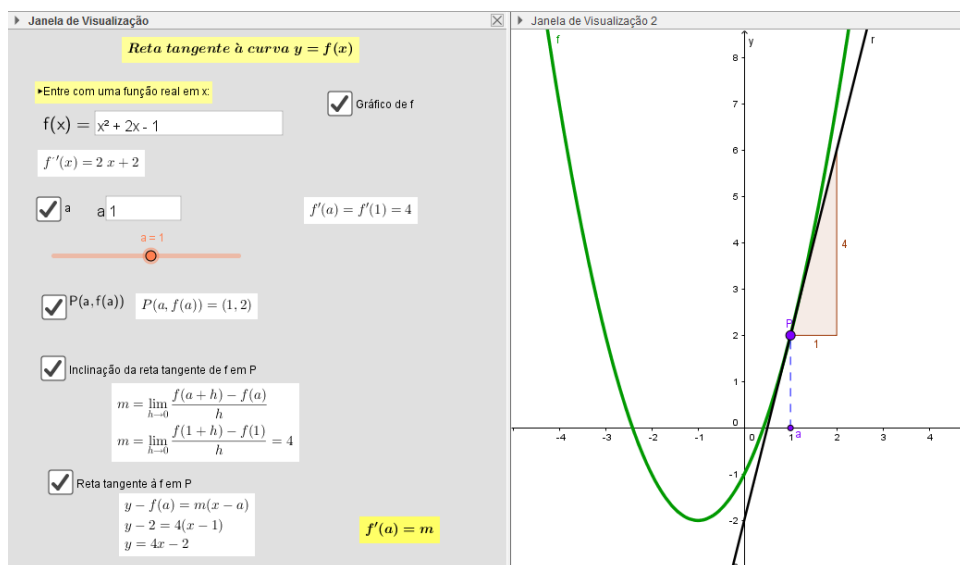 Janela de Visualização
Reta tangente à curva y = f(x)
▸Entre com uma função real em x:
f(x) = x² + 2x - 1
Gráfico de f
f′(x) = 2 x + 2
a
a 1
f′(a) = f′(1) = 4
a = 1
P(a, f(a))
P(a, f(a)) = (1, 2)
Inclinação da reta tangente de f em P
m = lim h→0 f(a + h) − f(a) / h
m = lim h→0 f(1 + h) − f(1) / h = 4
Reta tangente à f em P
y − f(a) = m(x − a)
y − 2 = 4(x − 1)
y = 4x − 2
f′(a) = m
Janela de Visualização 2
f
y
r
8
7
6
5
4
3
2
1
0
-1
-2
-4
-3
-2
-1
0
1
2
3
4
P
a
1
4